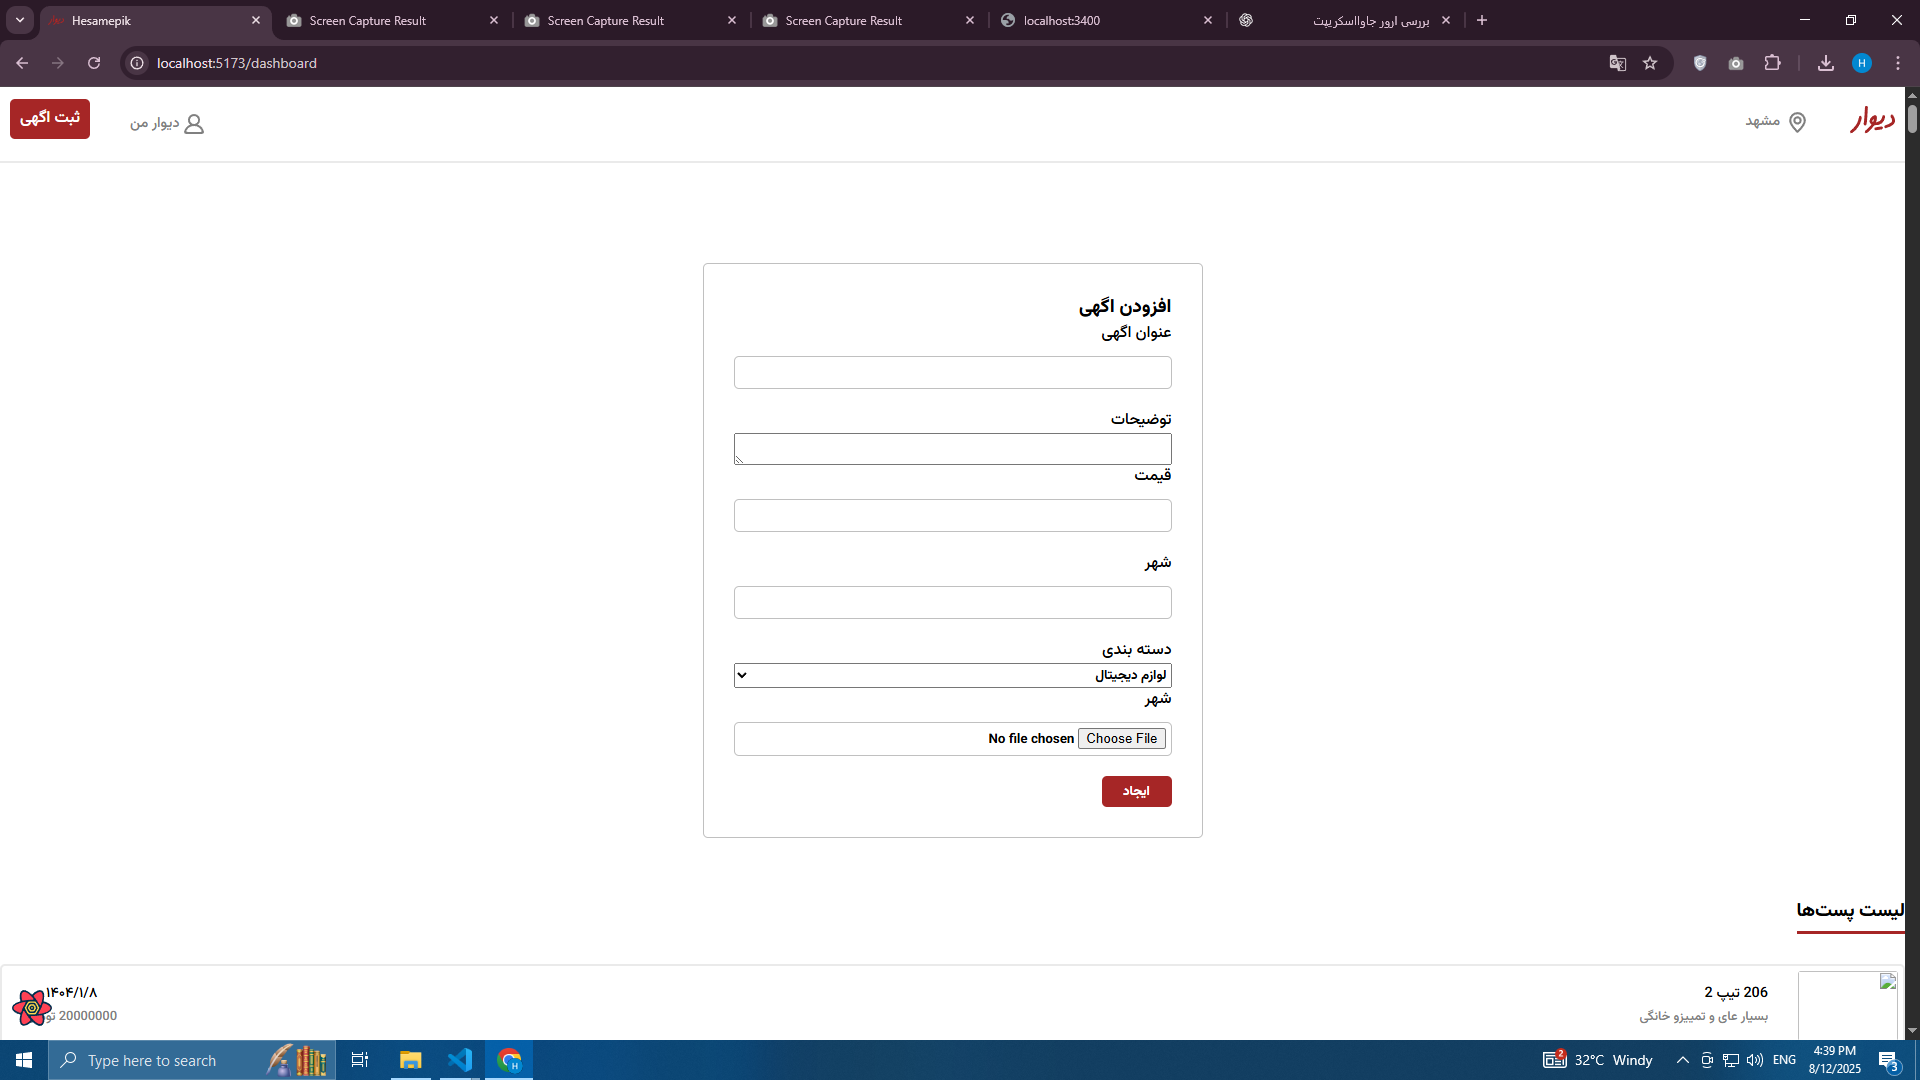 Hesamepik
Screen Capture Result
Screen Capture Result
Screen Capture Result
localhost:3400
بررسی ارور جاوااسکریپت
localhost:5173/dashboard
H
دیوار
مشهد
دیوار من
ثبت اگهی
افزودن اگهی
عنوان اگهی
توضیحات
قیمت
شهر
دسته بندی
لوازم دیجیتال
شهر
Choose File No file chosen
ایجاد
لیست پست‌ها
206 تیپ 2
بسیار عای و تمییزو خانگی
۱۴۰۴/۱/۸
20000000
Type here to search
H
2
32°C Windy
ENG
4:39 PM
8/12/2025
3